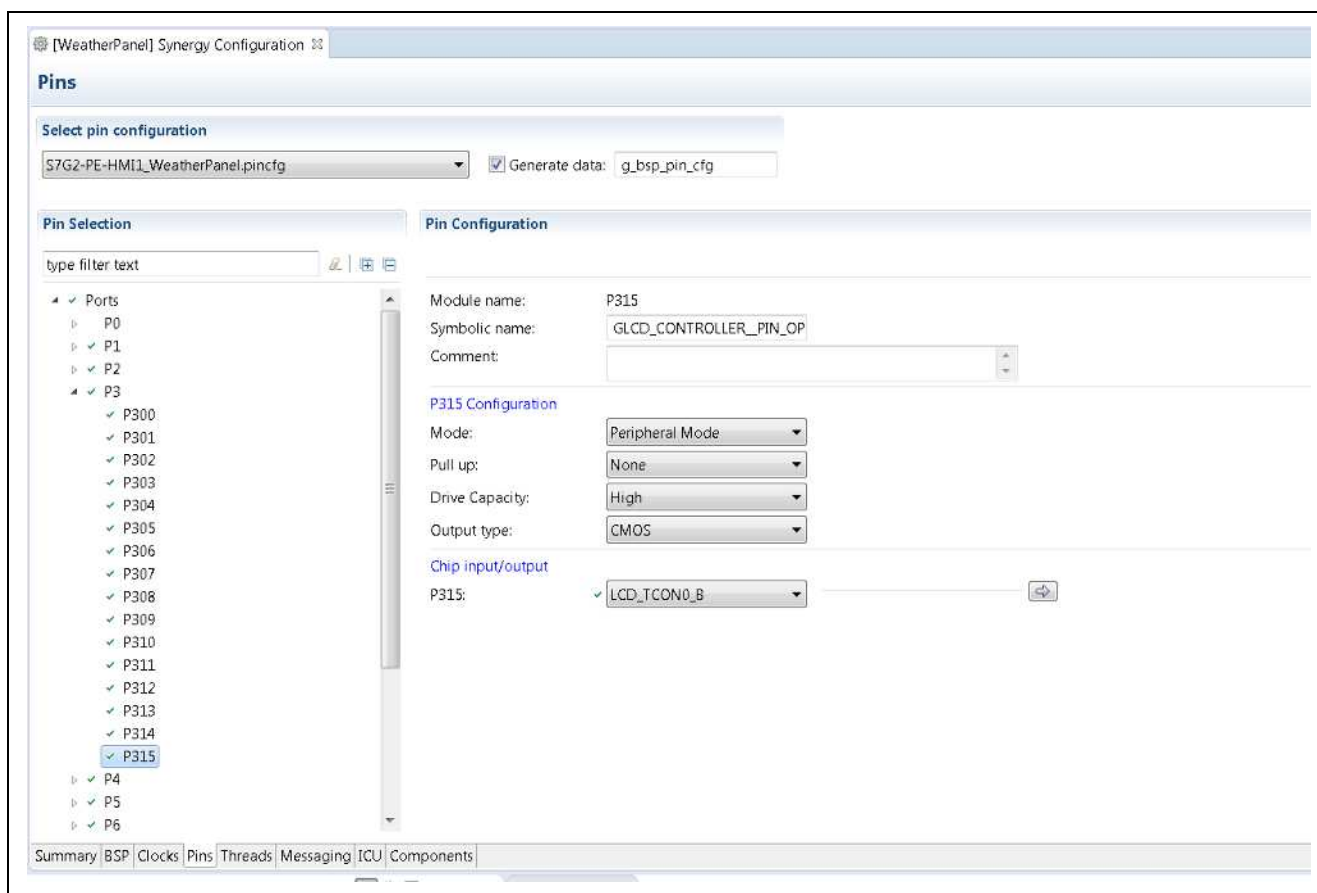 [WeatherPanel] Synergy Configuration
Pins
Select pin configuration
S7G2-PE-HMI1_WeatherPanel.pincfg Generate data: g_bsp_pin_cfg
Pin Selection Pin Configuration
type filter text
Ports Module name: P315
P0 Symbolic name: GLCD_CONTROLLER__PIN_OP
P1 Comment:
P2
P3 P315 Configuration
P300 Mode: Peripheral Mode
P301
P302 Pull up: None
P303 Drive Capacity: High
P304
P305 Output type: CMOS
P306
P307 Chip input/output
P308 P315: LCD_TCON0_B
P309
P310
P311
P312
P313
P314
P315
P4
P5
P6
Summary BSP Clocks Pins Threads Messaging ICU Components